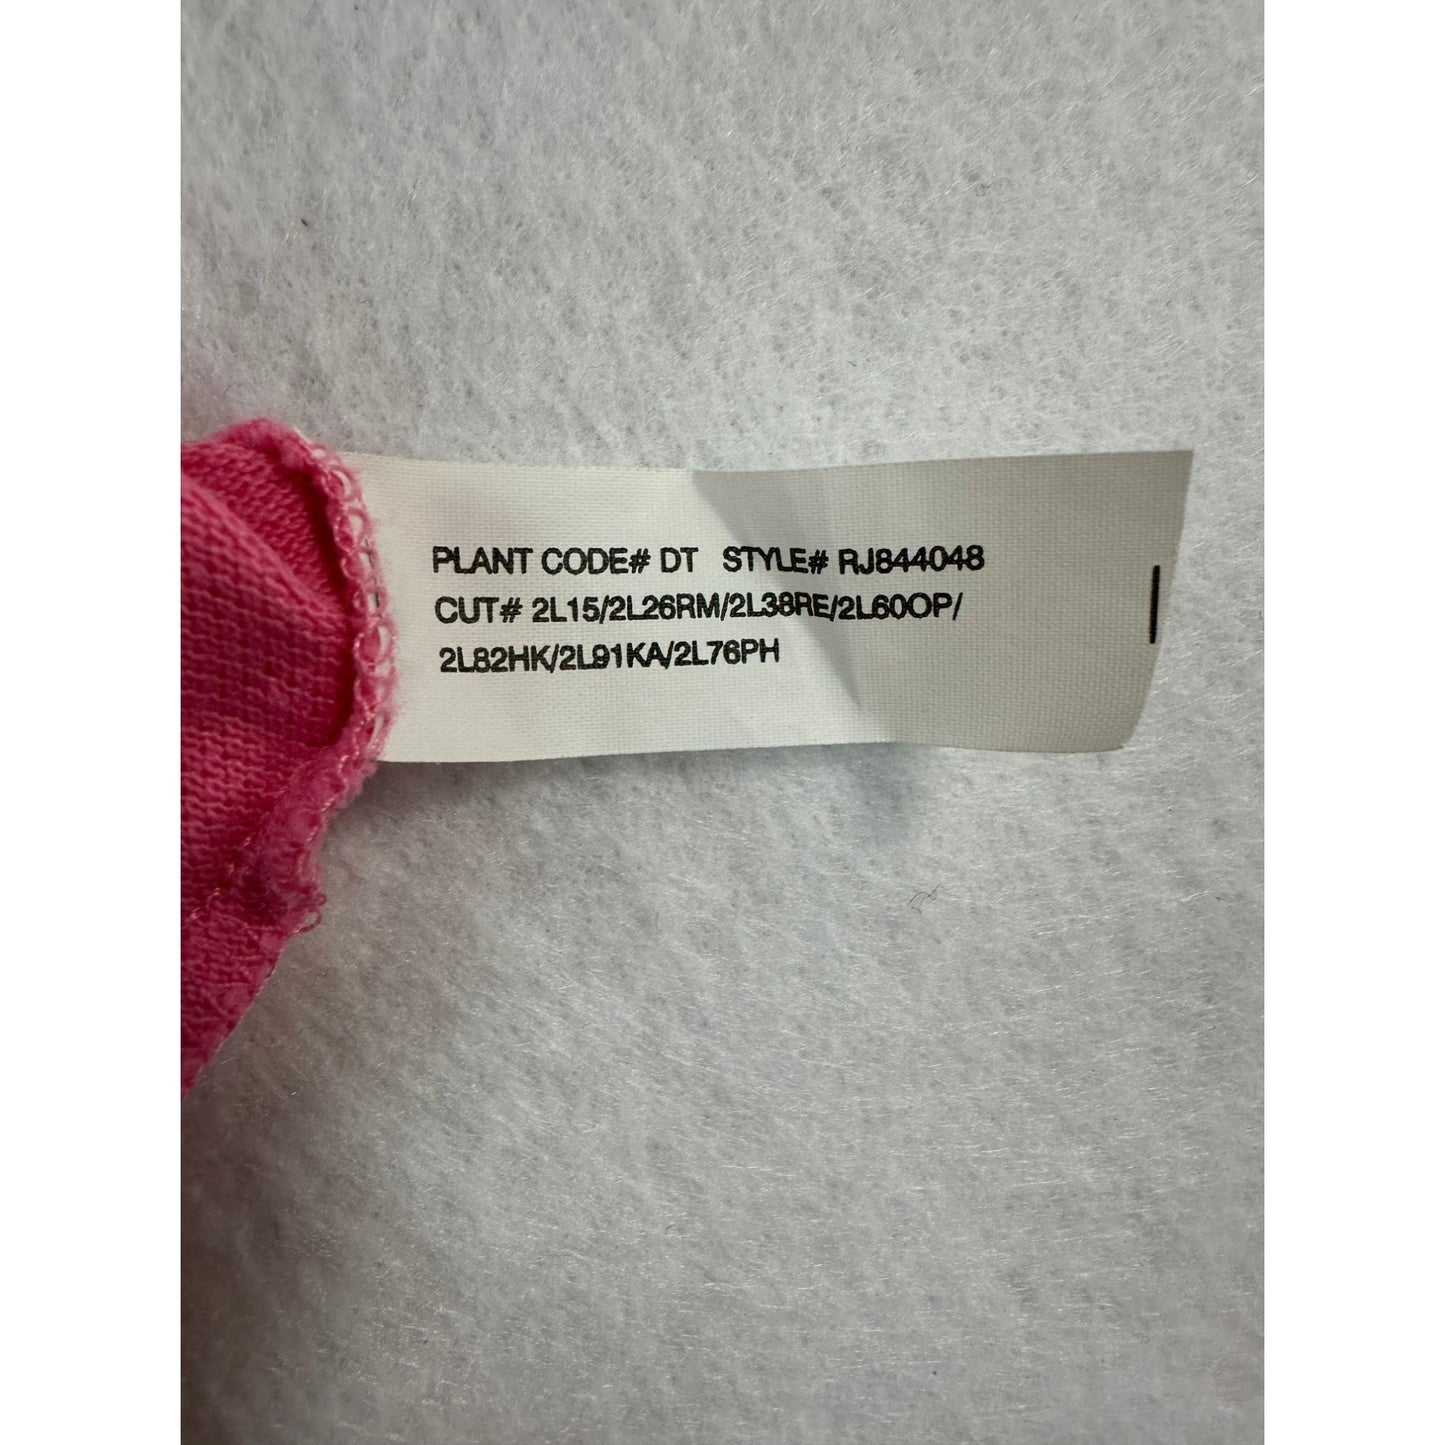 PLANT CODE# DT STYLE# RJ844048
CUT# 2L15/2L26RM/2L38RE/2L60OP/
2L82HK/2L91KA/2L76PH